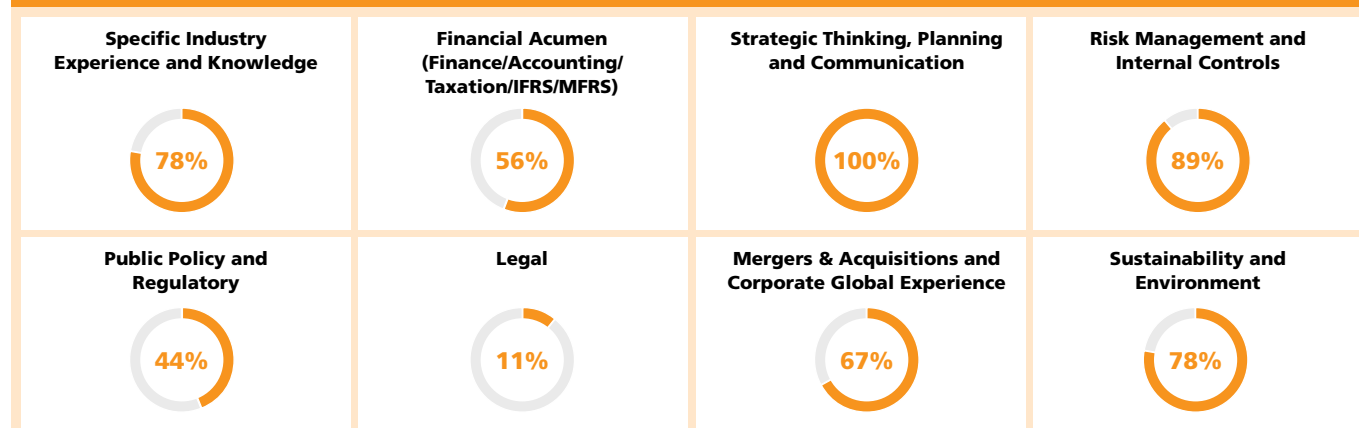 Specific Industry
Experience and Knowledge
78%
Financial Acumen
(Finance/Accounting/
Taxation/IFRS/MFRS)
56%
Strategic Thinking, Planning
and Communication
100%
Risk Management and
Internal Controls
89%
Public Policy and
Regulatory
44%
Legal
11%
Mergers & Acquisitions and
Corporate Global Experience
67%
Sustainability and
Environment
78%